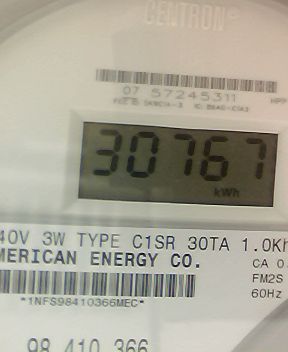 CENTRON®
07 57245311
30767
kWh
40V 3W TYPE C1SR 30TA 1.0Kh
MERICAN ENERGY CO.
CA 0.
FM2S
60Hz
*1NFS98410366MEC*
98 410 366